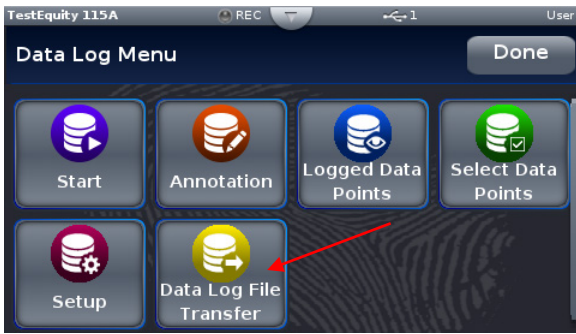 TestEquity 115A REC 1 User
Data Log Menu Done
Start
Annotation
Logged Data
Points
Select Data
Points
Setup
Data Log File
Transfer